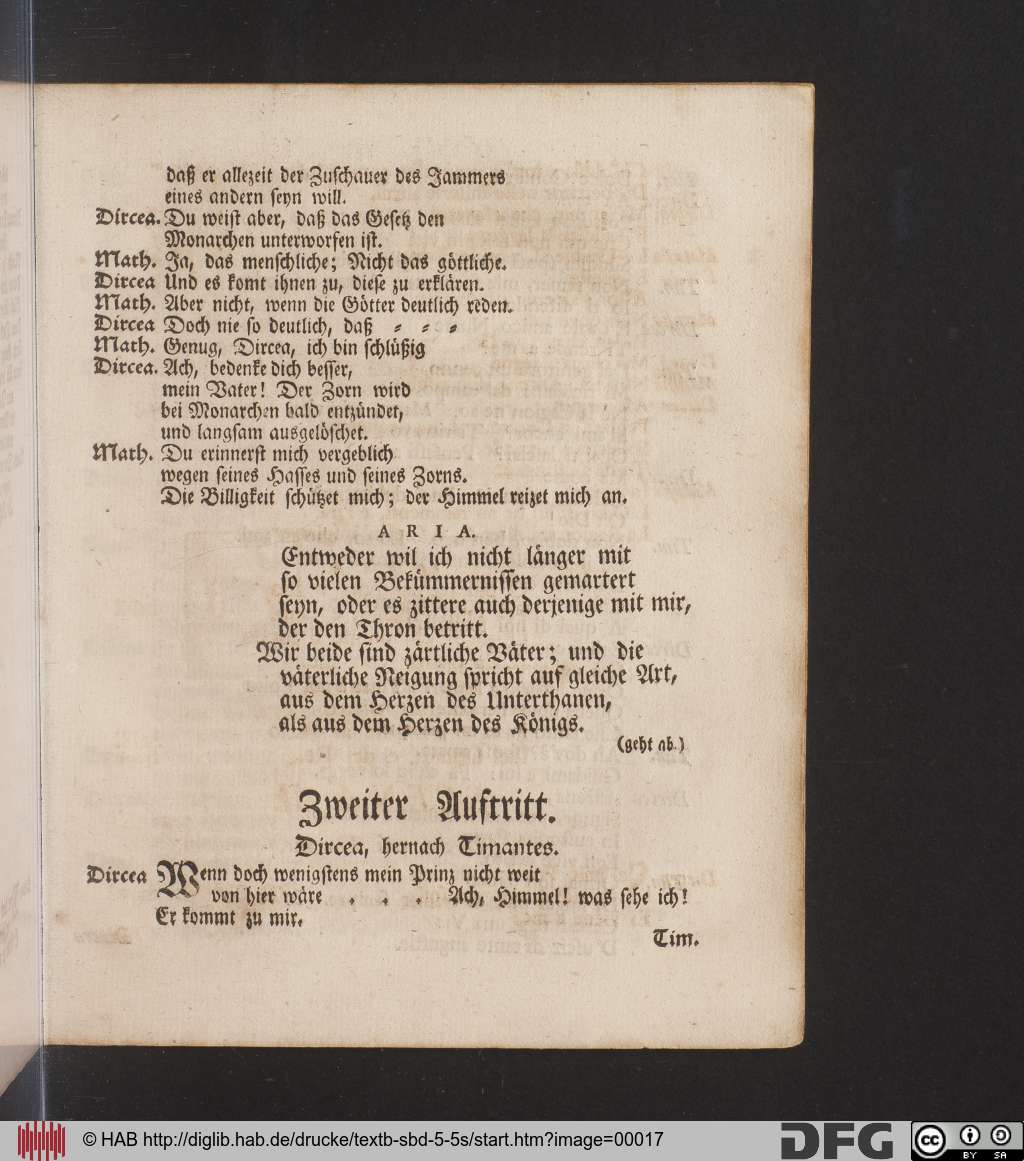 daß er allezeit der Zuschauer des Jammers
eines andern seyn will.
Dircea. Du weist aber, daß das Gesetz den
Monarchen unterworfen ist.
Math. Ja, das menschliche; Nicht das göttliche.
Dircea Und es komt ihnen zu, diese zu erklären.
Math. Aber nicht, wenn die Götter deutlich reden.
Dircea Doch nie so deutlich, daß ⸗ ⸗ ⸗
Math. Genug, Dircea, ich bin schlüßig
Dircea. Ach, bedenke dich besser,
mein Vater! Der Zorn wird
bei Monarchen bald entzündet,
und langsam ausgelöschet.
Math. Du erinnerst mich vergeblich
wegen seines Hasses und seines Zorns.
Die Billigkeit schützet mich; der Himmel reizet mich an.
ARIA.
Entweder wil ich nicht länger mit
so vielen Bekümmernissen gemartert
seyn, oder es zittere auch derjenige mit mir,
der den Thron betritt.
Wir beide sind zärtliche Väter; und die
väterliche Neigung spricht auf gleiche Art,
aus dem Herzen des Unterthanen,
als aus dem Herzen des Königs.
(geht ab.)
Zweiter Auftritt.
Dircea, hernach Timantes.
Dircea Wenn doch wenigstens mein Prinz nicht weit
von hier wäre . . . Ach, Himmel! was sehe ich!
Er kommt zu mir.
Tim.
© HAB http://diglib.hab.de/drucke/textb-sbd-5-5s/start.htm?image=00017
DFG
cc BY SA